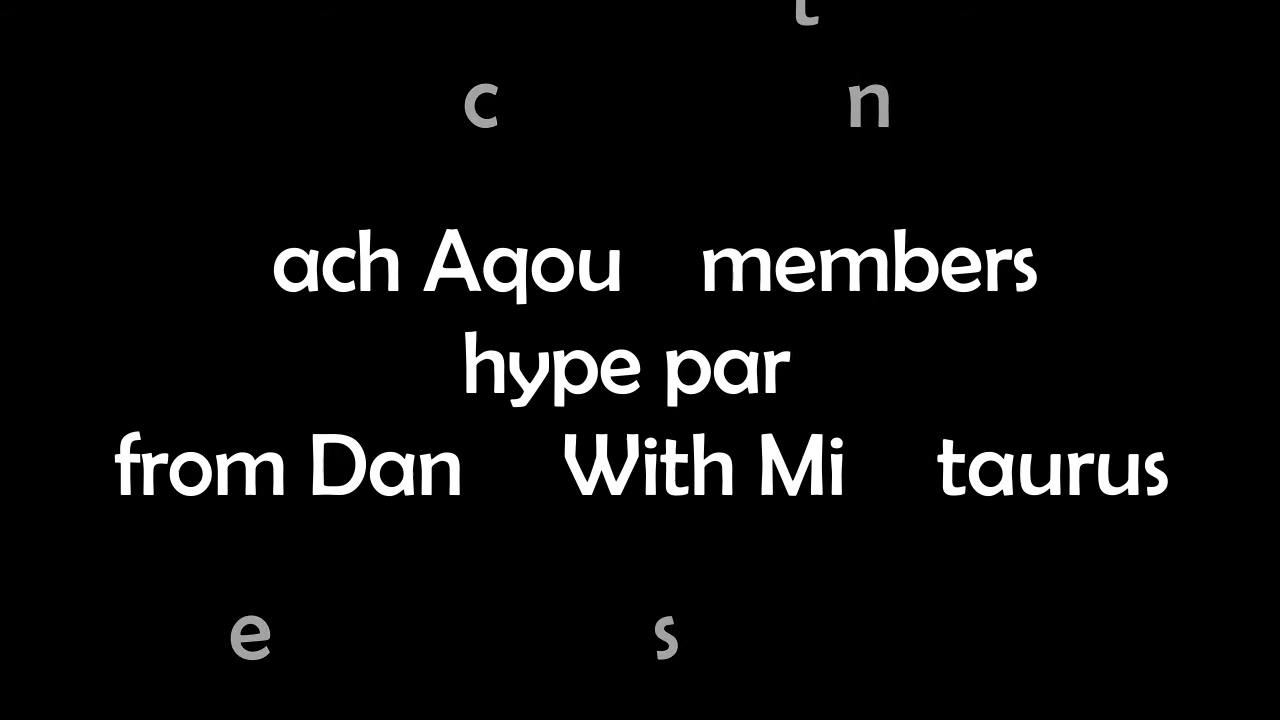 t
c n
ach Aqou members
hype par
from Dan With Mi taurus
e s